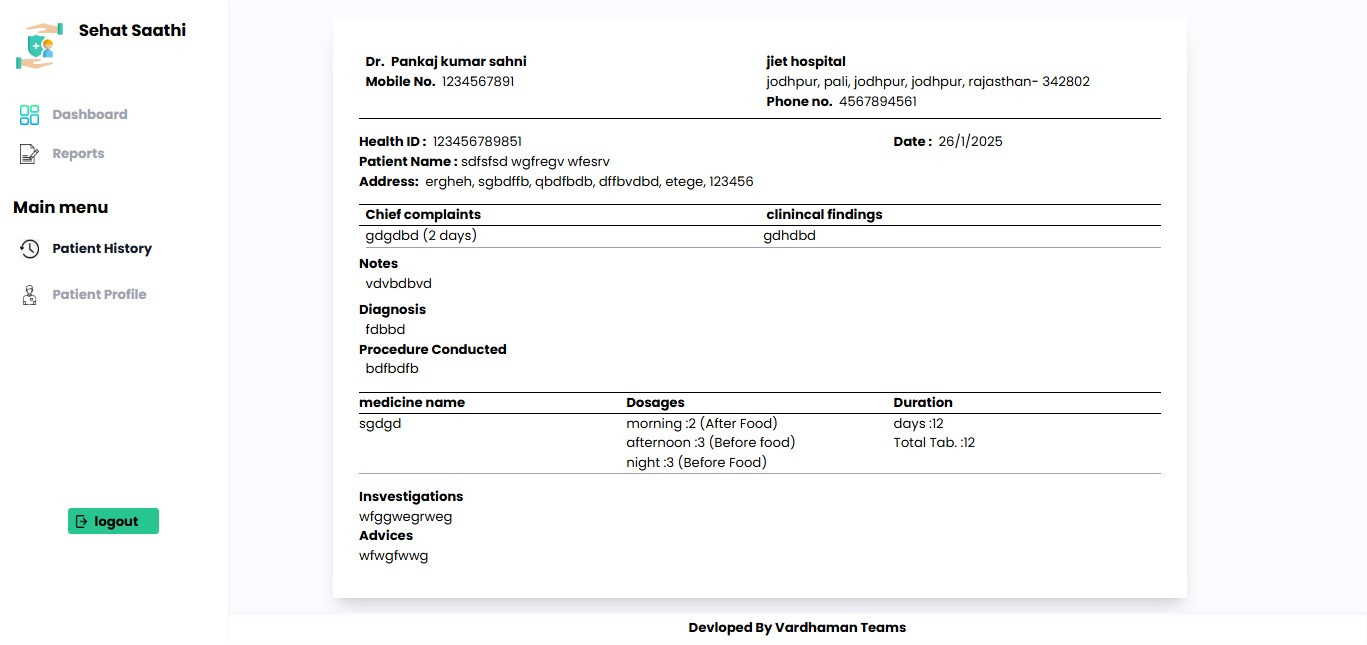 Sehat Saathi
Dashboard
Reports
Main menu
Patient History
Patient Profile
logout
Dr. Pankaj kumar sahni
Mobile No. 1234567891
jiet hospital
jodhpur, pali, jodhpur, jodhpur, rajasthan- 342802
Phone no. 4567894561
Health ID : 123456789851
Date : 26/1/2025
Patient Name : sdfsfsd wgfregv wfesrv
Address: ergheh, sgbdffb, qbdfbdb, dffbvdbd, etege, 123456
Chief complaints clinincal findings
gdgdbd (2 days) gdhdbd
Notes
vdvbdbvd
Diagnosis
fdbbd
Procedure Conducted
bdfbdfb
medicine name Dosages Duration
sgdgd morning :2 (After Food) days :12
afternoon :3 (Before food) Total Tab. :12
night :3 (Before Food)
Insvestigations
wfggwegrweg
Advices
wfwgfwwg
Devloped By Vardhaman Teams